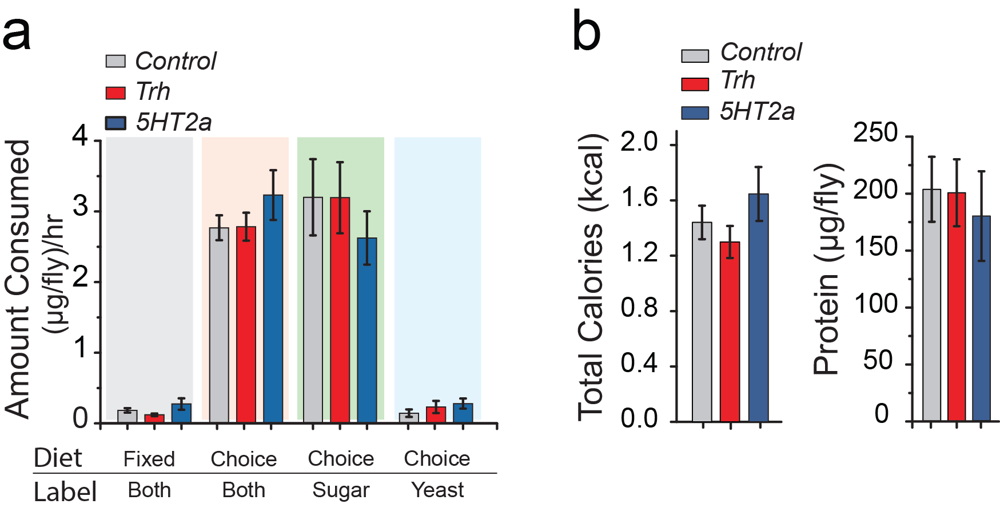 a
Control
Trh
5HT2a
Amount Consumed
(µg/fly)/hr
4
3
2
1
0
Diet Fixed Choice Choice Choice
Label Both Both Sugar Yeast
b
Control
Trh
5HT2a
Total Calories (kcal)
2.0
1.6
1.2
0.8
0.4
0.0
Protein (µg/fly)
250
200
150
100
50
0